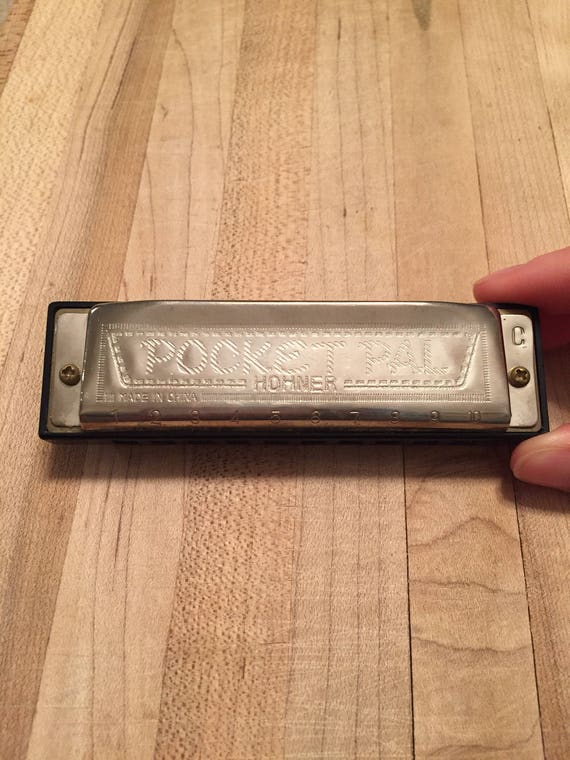 POCKET PAL
C
HOHNER
MADE IN CHINA
1 2 3 4 5 6 7 8 9 10